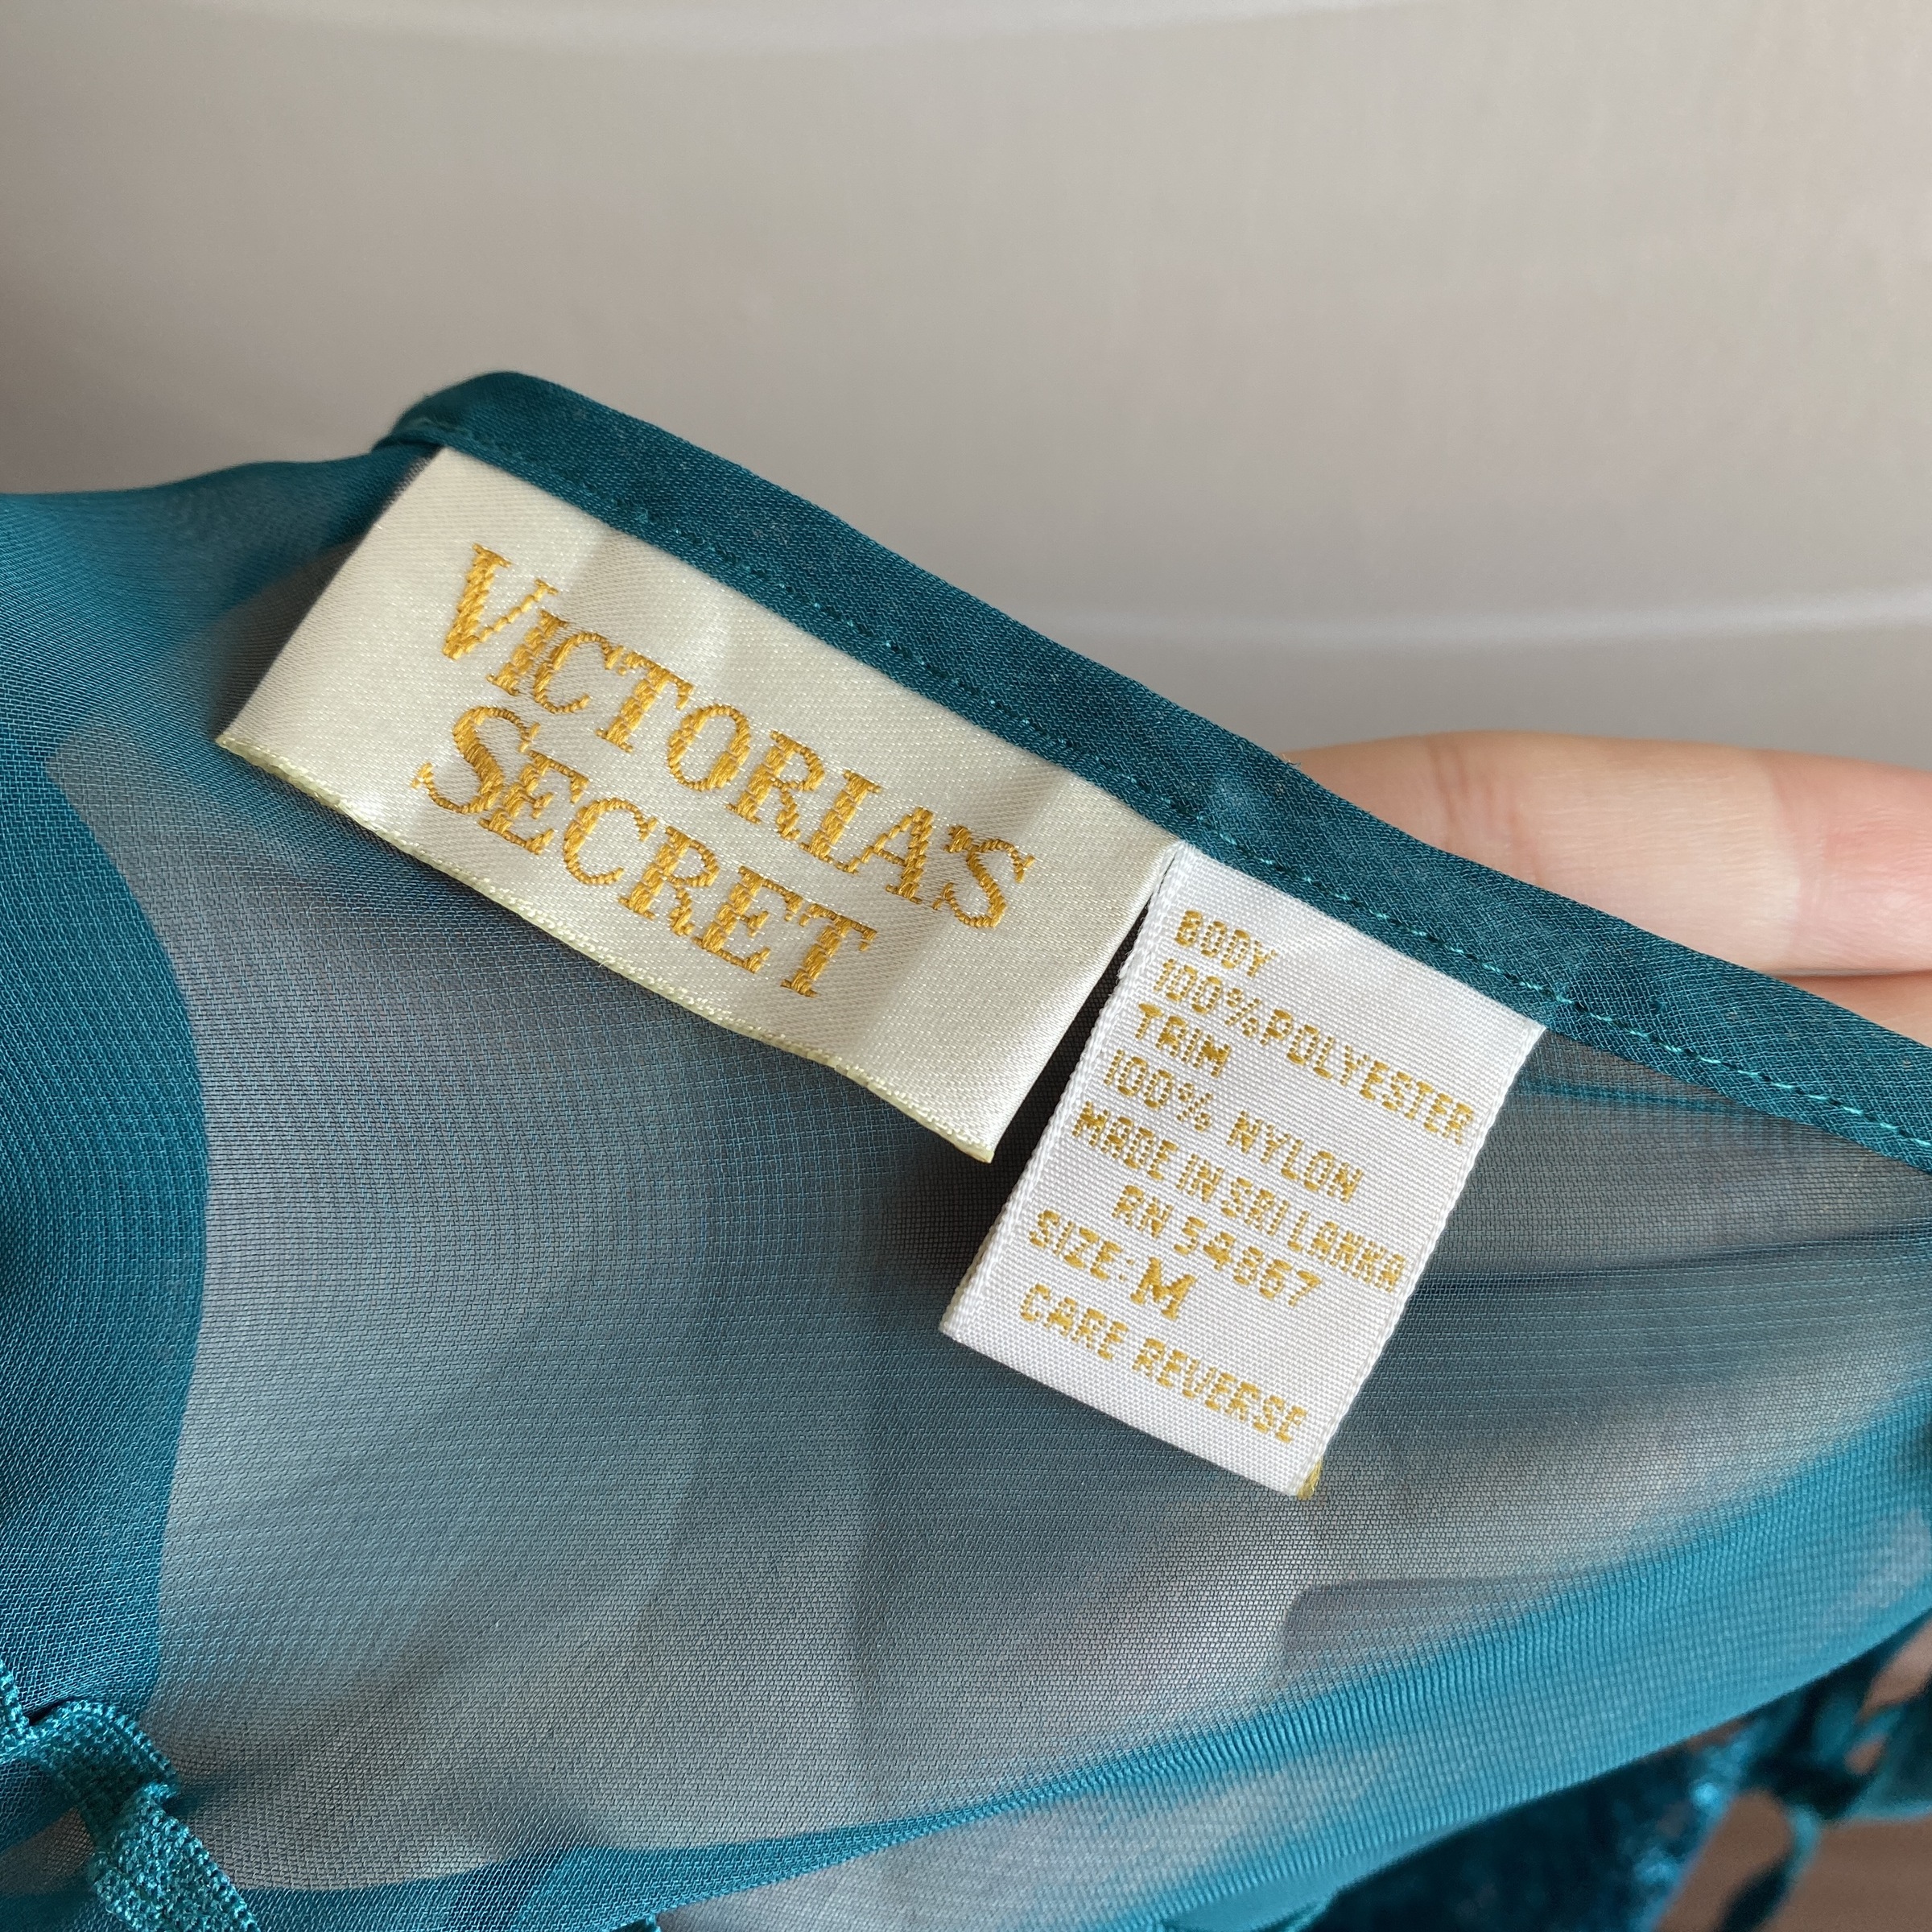 VICTORIA'S
SECRET
BODY
100% POLYESTER
TRIM
100% NYLON
MADE IN SRI LANKA
RN 54867
SIZE: M
CARE REVERSE